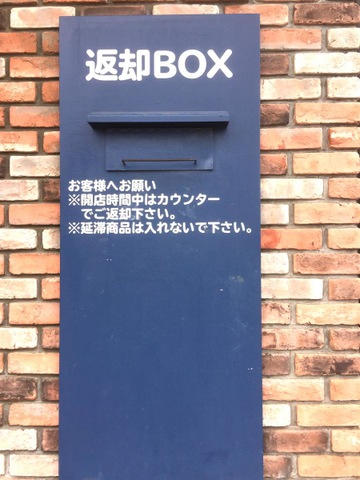 返却BOX
お客様へお願い
※開店時間中はカウンター
でご返却下さい。
※延滞商品は入れないで下さい。